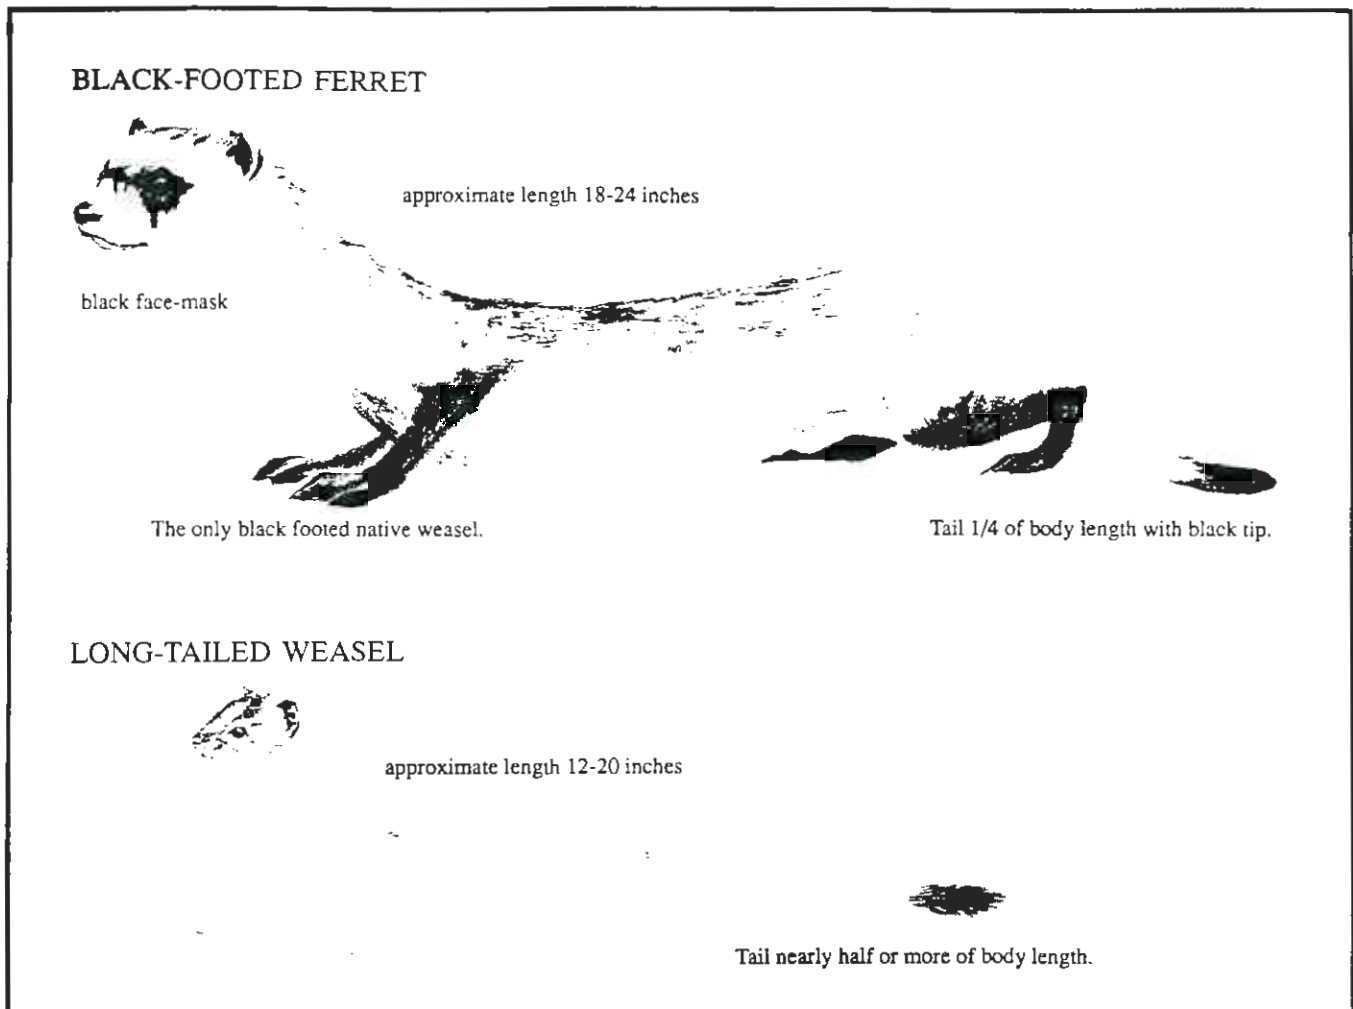 BLACK-FOOTED FERRET
approximate length 18-24 inches
black face-mask
The only black footed native weasel.
Tail 1/4 of body length with black tip.
LONG-TAILED WEASEL
approximate length 12-20 inches
Tail nearly half or more of body length.